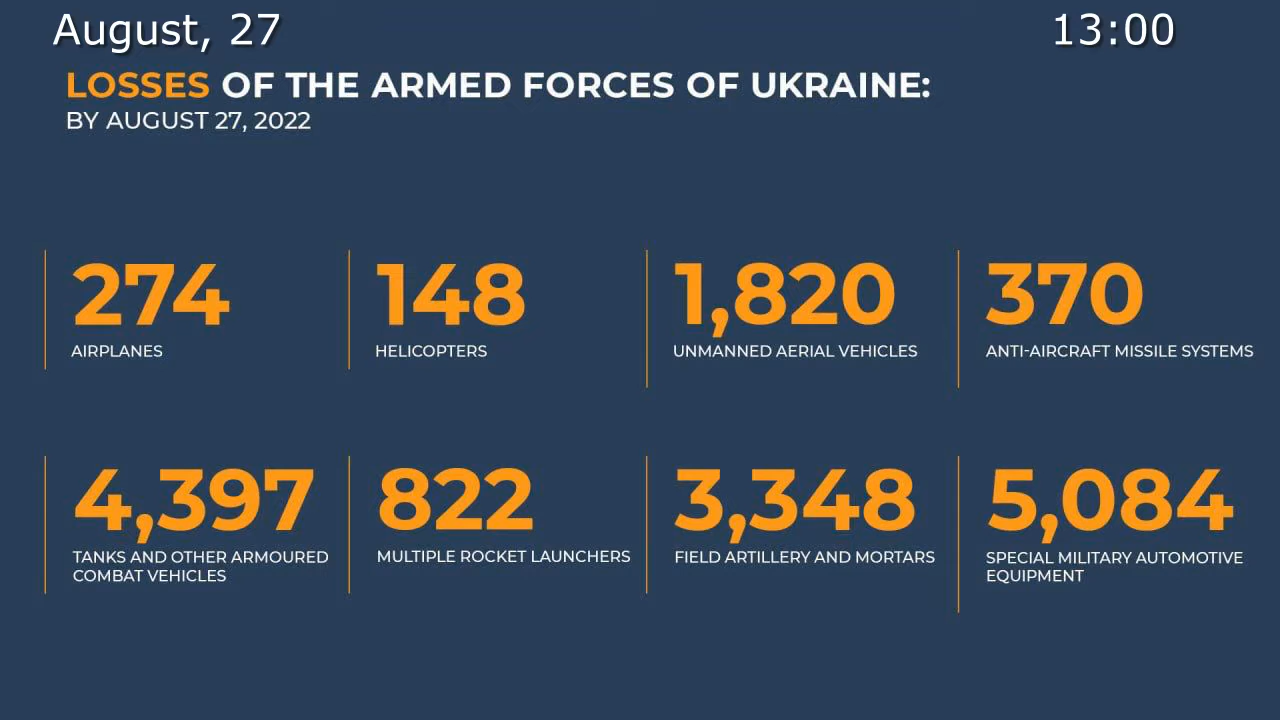 August, 27
13:00
LOSSES OF THE ARMED FORCES OF UKRAINE:
BY AUGUST 27, 2022
274
AIRPLANES
148
HELICOPTERS
1,820
UNMANNED AERIAL VEHICLES
370
ANTI-AIRCRAFT MISSILE SYSTEMS
4,397
TANKS AND OTHER ARMOURED
COMBAT VEHICLES
822
MULTIPLE ROCKET LAUNCHERS
3,348
FIELD ARTILLERY AND MORTARS
5,084
SPECIAL MILITARY AUTOMOTIVE
EQUIPMENT